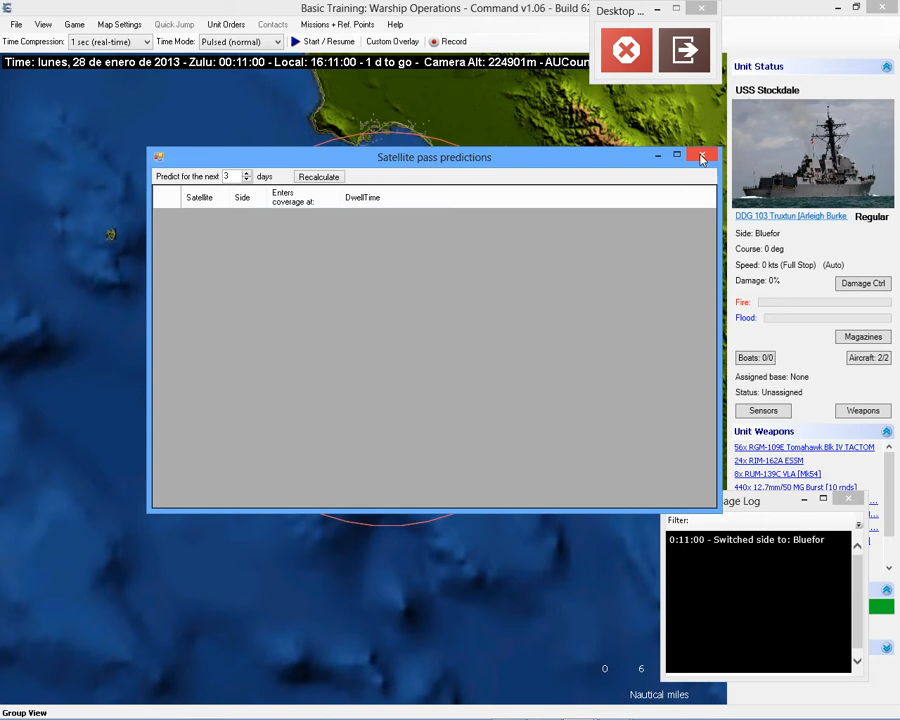 Basic Training: Warship Operations - Command v1.06 - Build 62
Desktop ...
File View Game Map Settings Quick Jump Unit Orders Contacts Missions + Ref. Points Help
Time Compression: 1 sec (real-time) Time Mode: Pulsed (normal) Start / Resume Custom Overlay Record
Time: lunes, 28 de enero de 2013 - Zulu: 00:11:00 - Local: 16:11:00 - 1 d to go - Camera Alt: 224901m - AUCoun
Satellite pass predictions
Predict for the next 3 days Recalculate
Satellite Side Enters coverage at: DwellTime
Unit Status
USS Stockdale
DDG 103 Truxtun [Arleigh Burke Regular
Side: Bluefor
Course: 0 deg
Speed: 0 kts (Full Stop) (Auto)
Damage: 0% Damage Ctrl
Fire:
Flood:
Magazines
Boats: 0/0 Aircraft: 2/2
Assigned base: None
Status: Unassigned
Sensors Weapons
Unit Weapons
56x RGM-109E Tomahawk Blk IV TACTOM
24x RIM-162A ESSM
8x RUM-139C VLA [Mk54]
440x 12.7mm/50 MG Burst [10 rnds]
age Log
Filter:
0:11:00 - Switched side to: Bluefor
0 6
Nautical miles
Group View